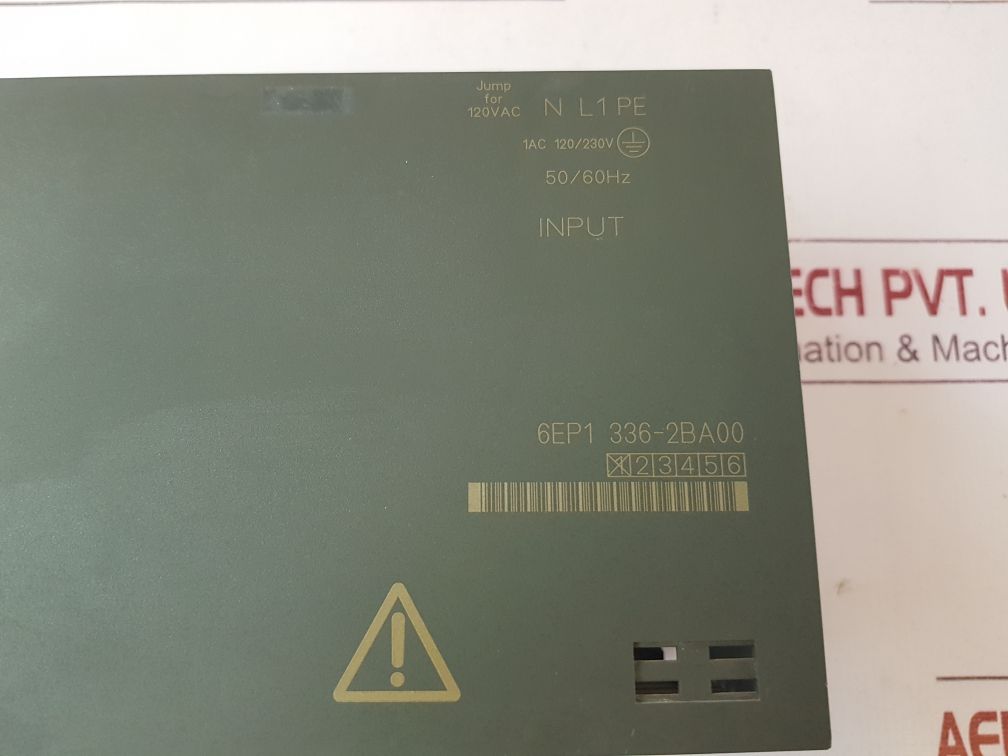 Jump
for
120VAC
N L1 PE
1AC 120/230V
50/60Hz
INPUT
ECH PVT.
ation & Mach
6EP1 336-2BA00
1 2 3 4 5 6
AE